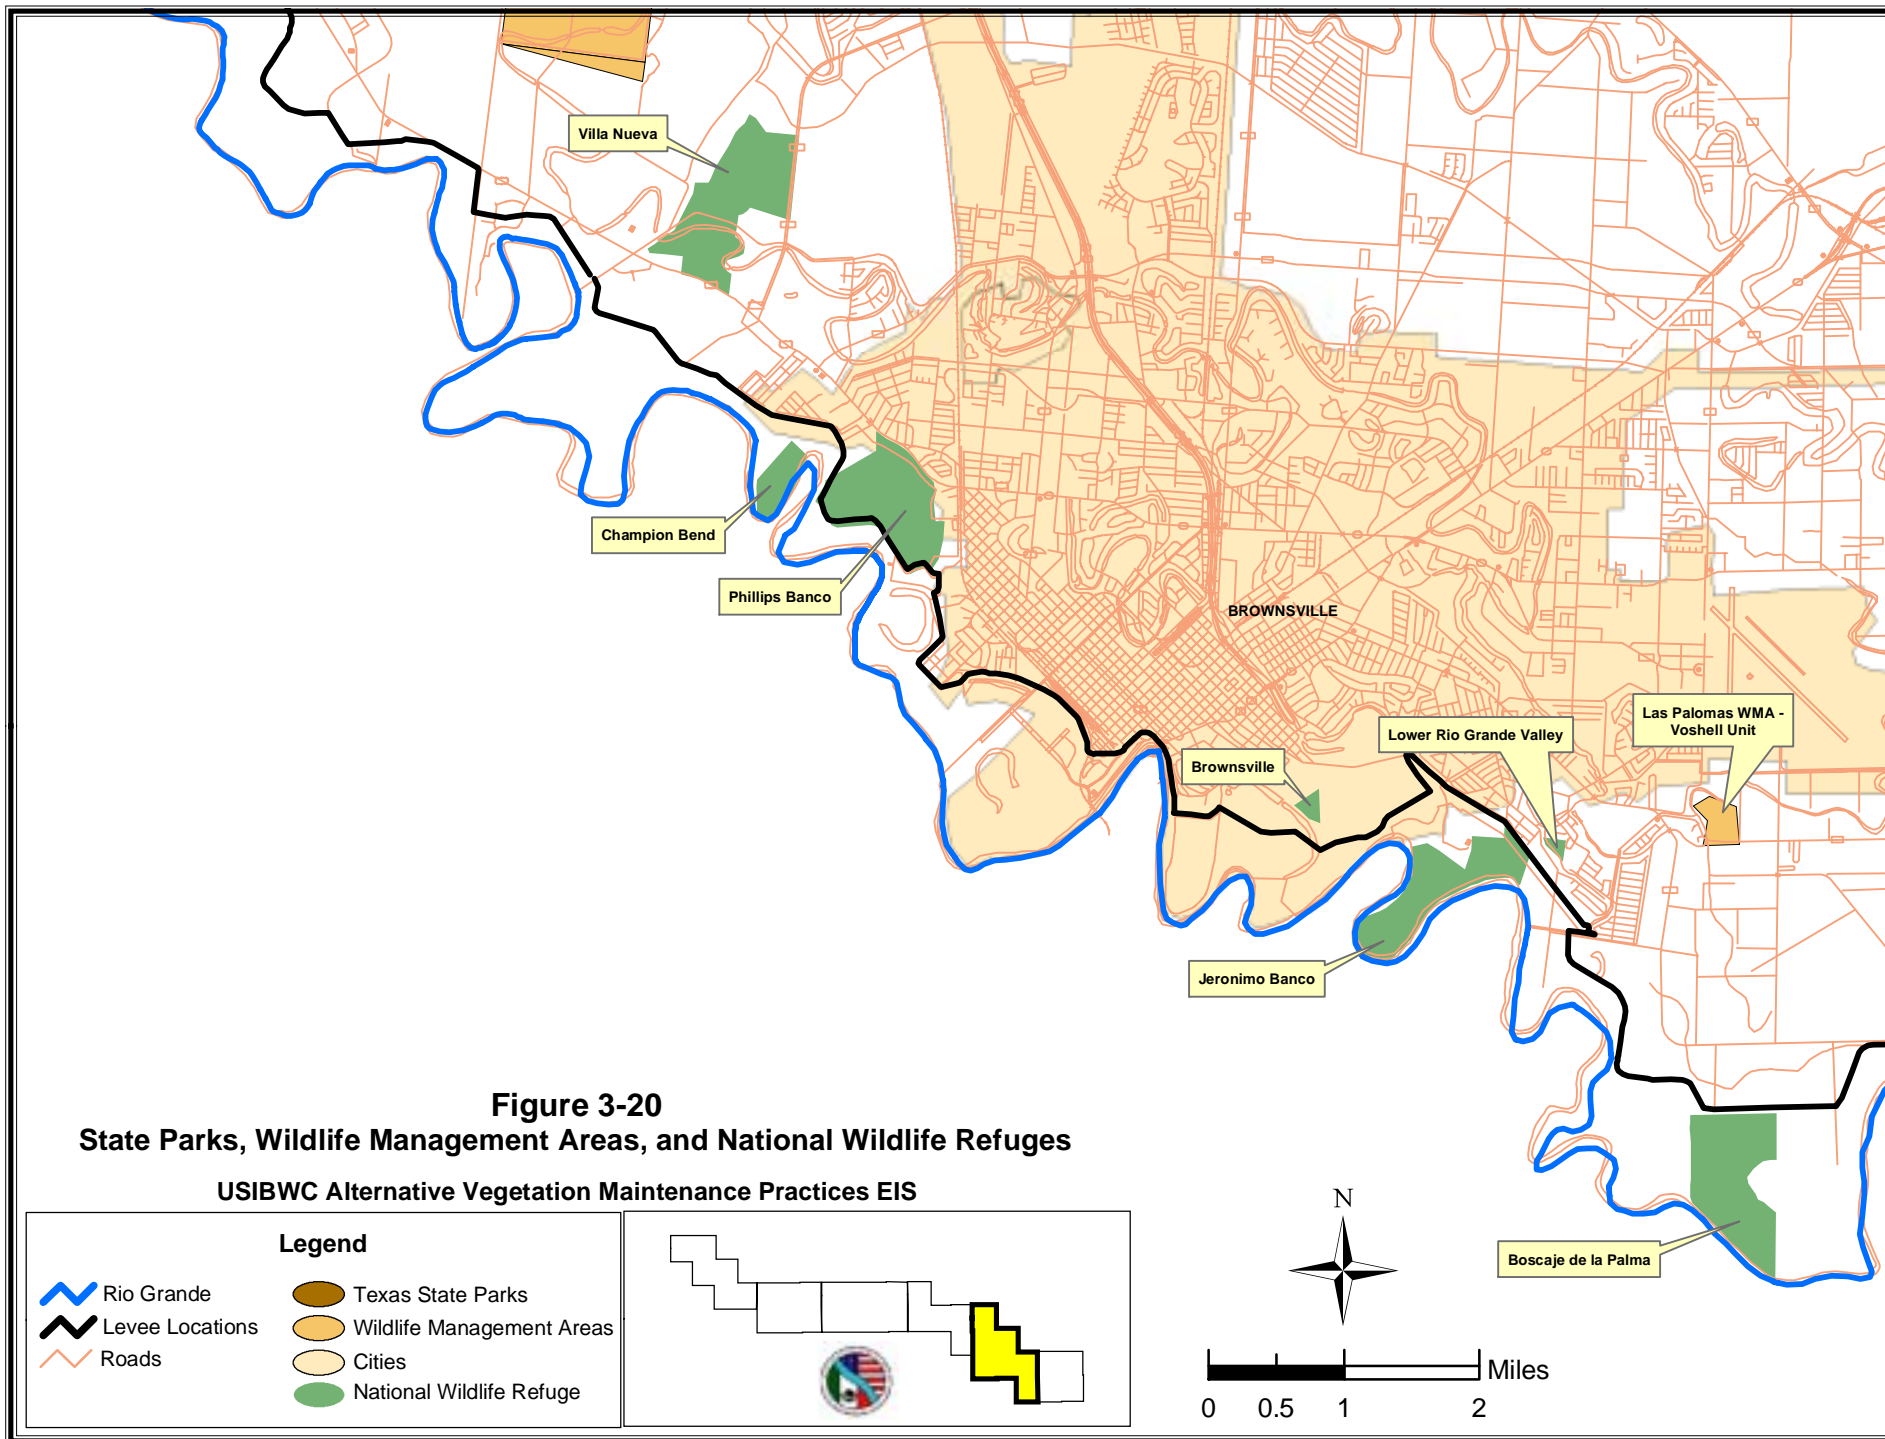 Villa Nueva
Champion Bend
Phillips Banco
BROWNSVILLE
Las Palomas WMA -
Voshell Unit
Lower Rio Grande Valley
Brownsville
Jeronimo Banco
Boscaje de la Palma
Figure 3-20
State Parks, Wildlife Management Areas, and National Wildlife Refuges
USIBWC Alternative Vegetation Maintenance Practices EIS
Legend
Rio Grande
Levee Locations
Roads
Texas State Parks
Wildlife Management Areas
Cities
National Wildlife Refuge
N
Miles
0 0.5 1 2